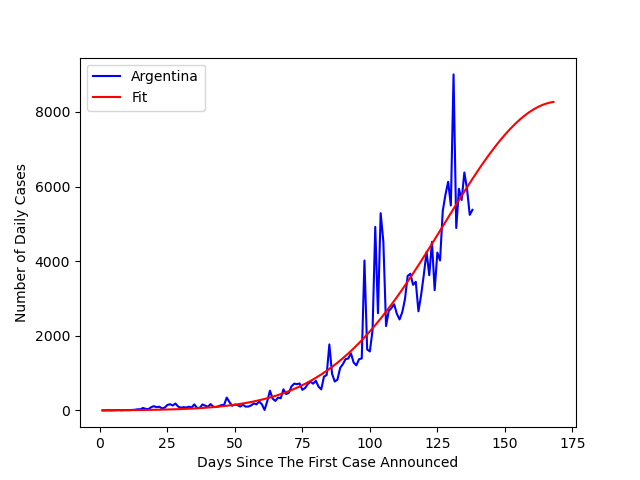 Argentina
Fit
8000
6000
4000
2000
0
Number of Daily Cases
0 25 50 75 100 125 150 175
Days Since The First Case Announced